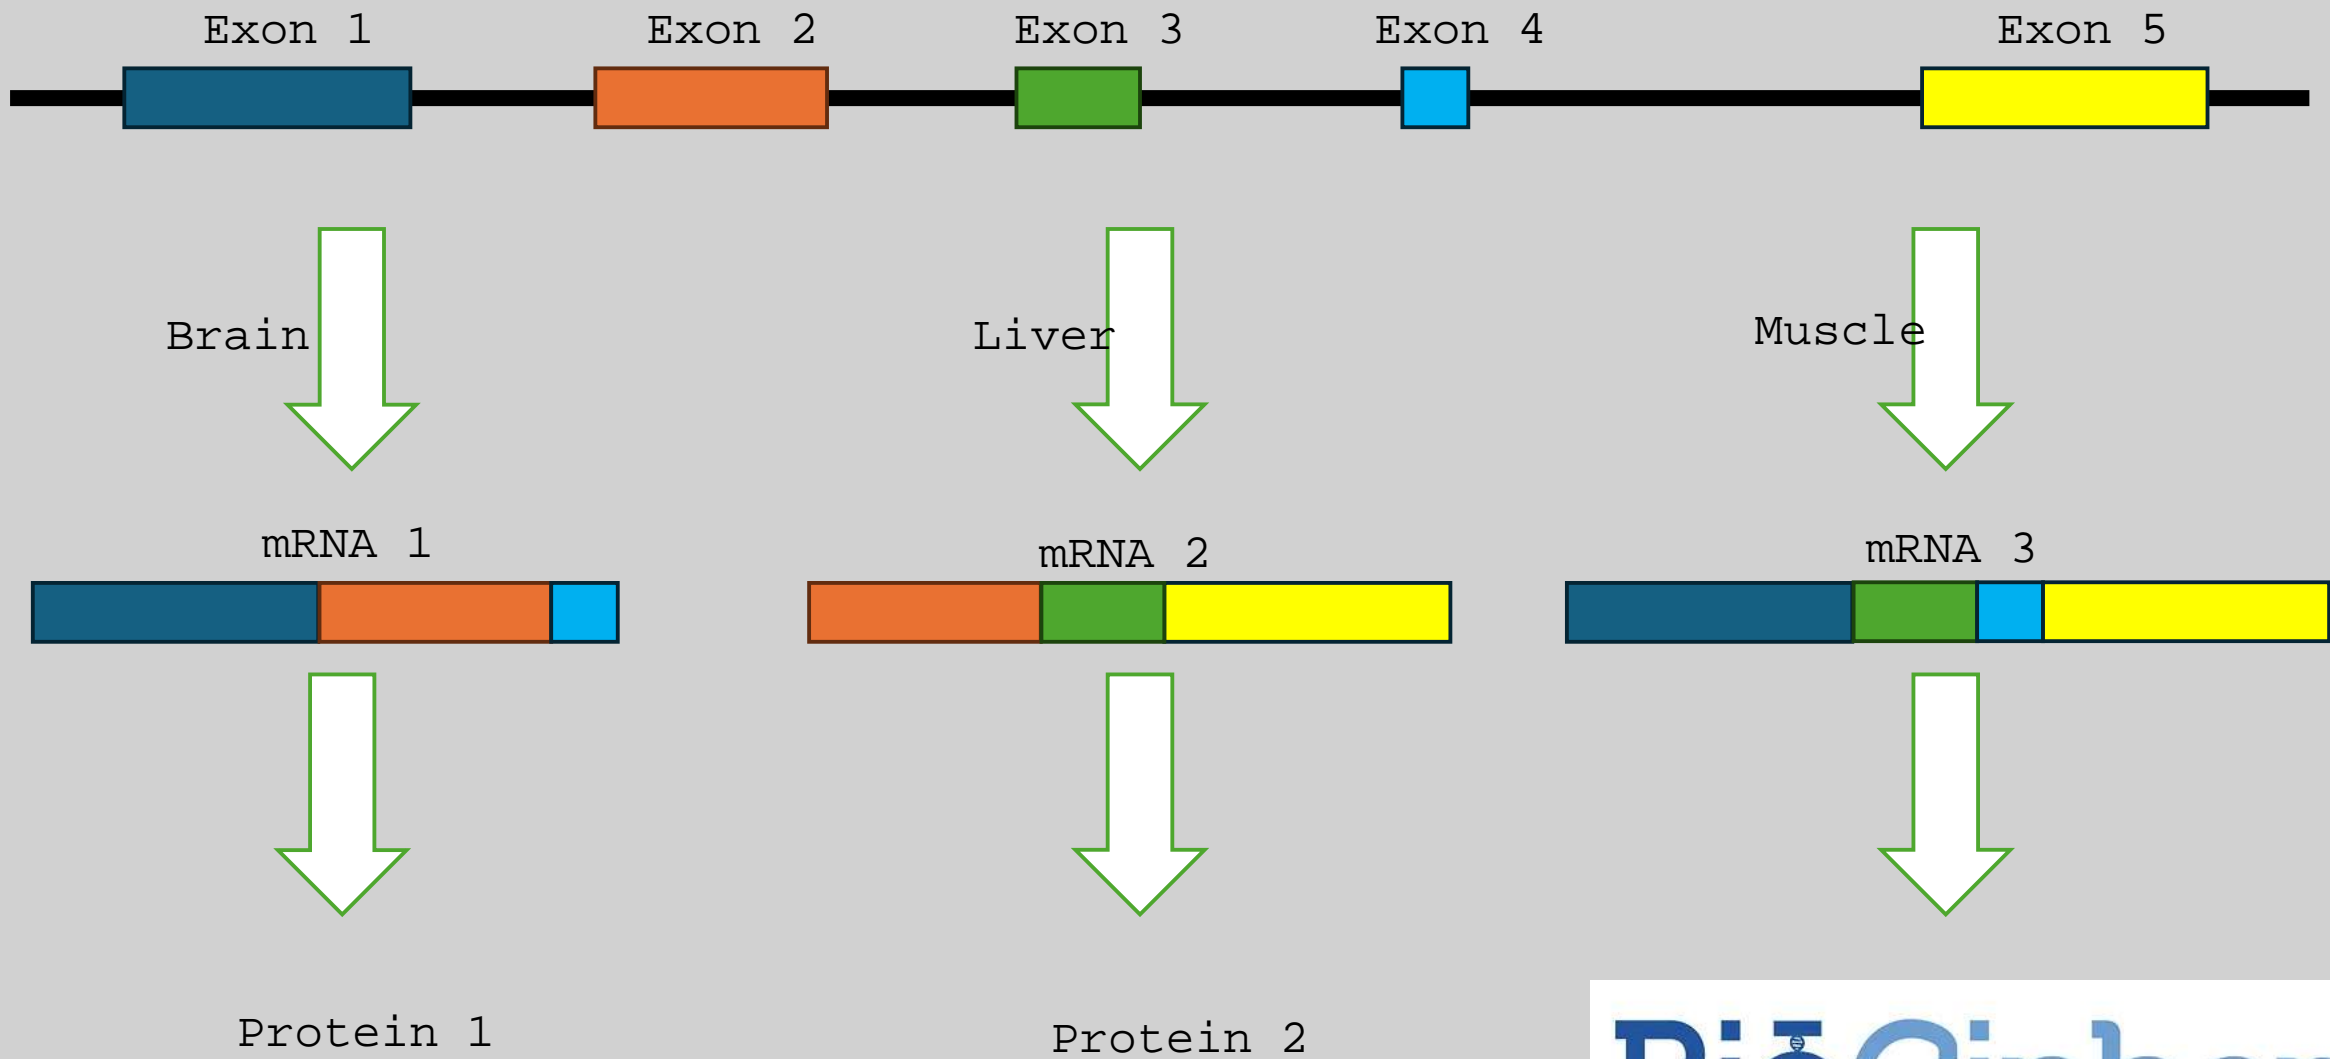 Exon 1
Exon 2
Exon 3
Exon 4
Exon 5
Brain
Liver
Muscle
mRNA 1
mRNA 2
mRNA 3
Protein 1
Protein 2